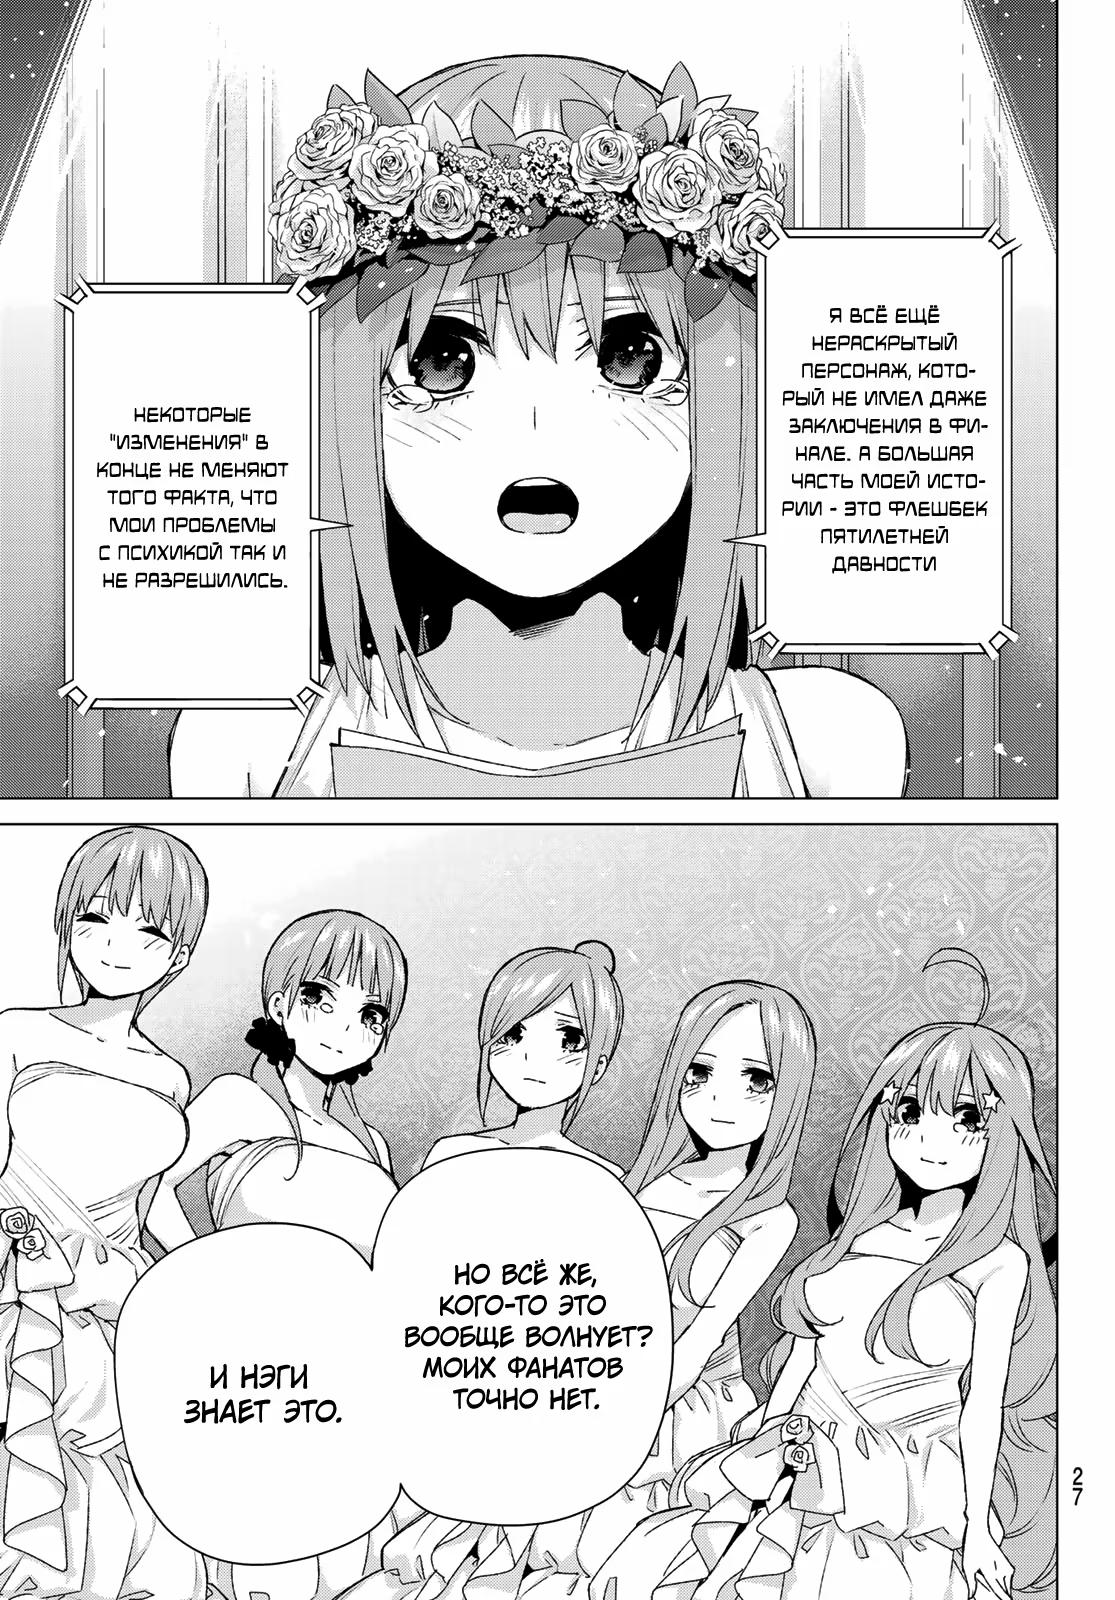 Я ВСЁ ЕЩЁ
НЕРАСКРЫТЫЙ
ПЕРСОНАЖ, КОТО-
РЫЙ НЕ ИМЕЛ ДАЖЕ
ЗАКЛЮЧЕНИЯ В ФИ-
НАЛЕ. А БОЛЬШАЯ
ЧАСТЬ МОЕЙ ИСТО-
РИИ - ЭТО ФЛЕШБЕК
ПЯТИЛЕТНЕЙ
ДАВНОСТИ
НЕКОТОРЫЕ
"ИЗМЕНЕНИЯ" В
КОНЦЕ НЕ МЕНЯЮТ
ТОГО ФАКТА, ЧТО
МОИ ПРОБЛЕМЫ
С ПСИХИКОЙ ТАК И
НЕ РАЗРЕШИЛИСЬ.
НО ВСЁ ЖЕ,
КОГО-ТО ЭТО
ВООБЩЕ ВОЛНУЕТ?
МОИХ ФАНАТОВ
ТОЧНО НЕТ.
И НЭГИ
ЗНАЕТ ЭТО.
27